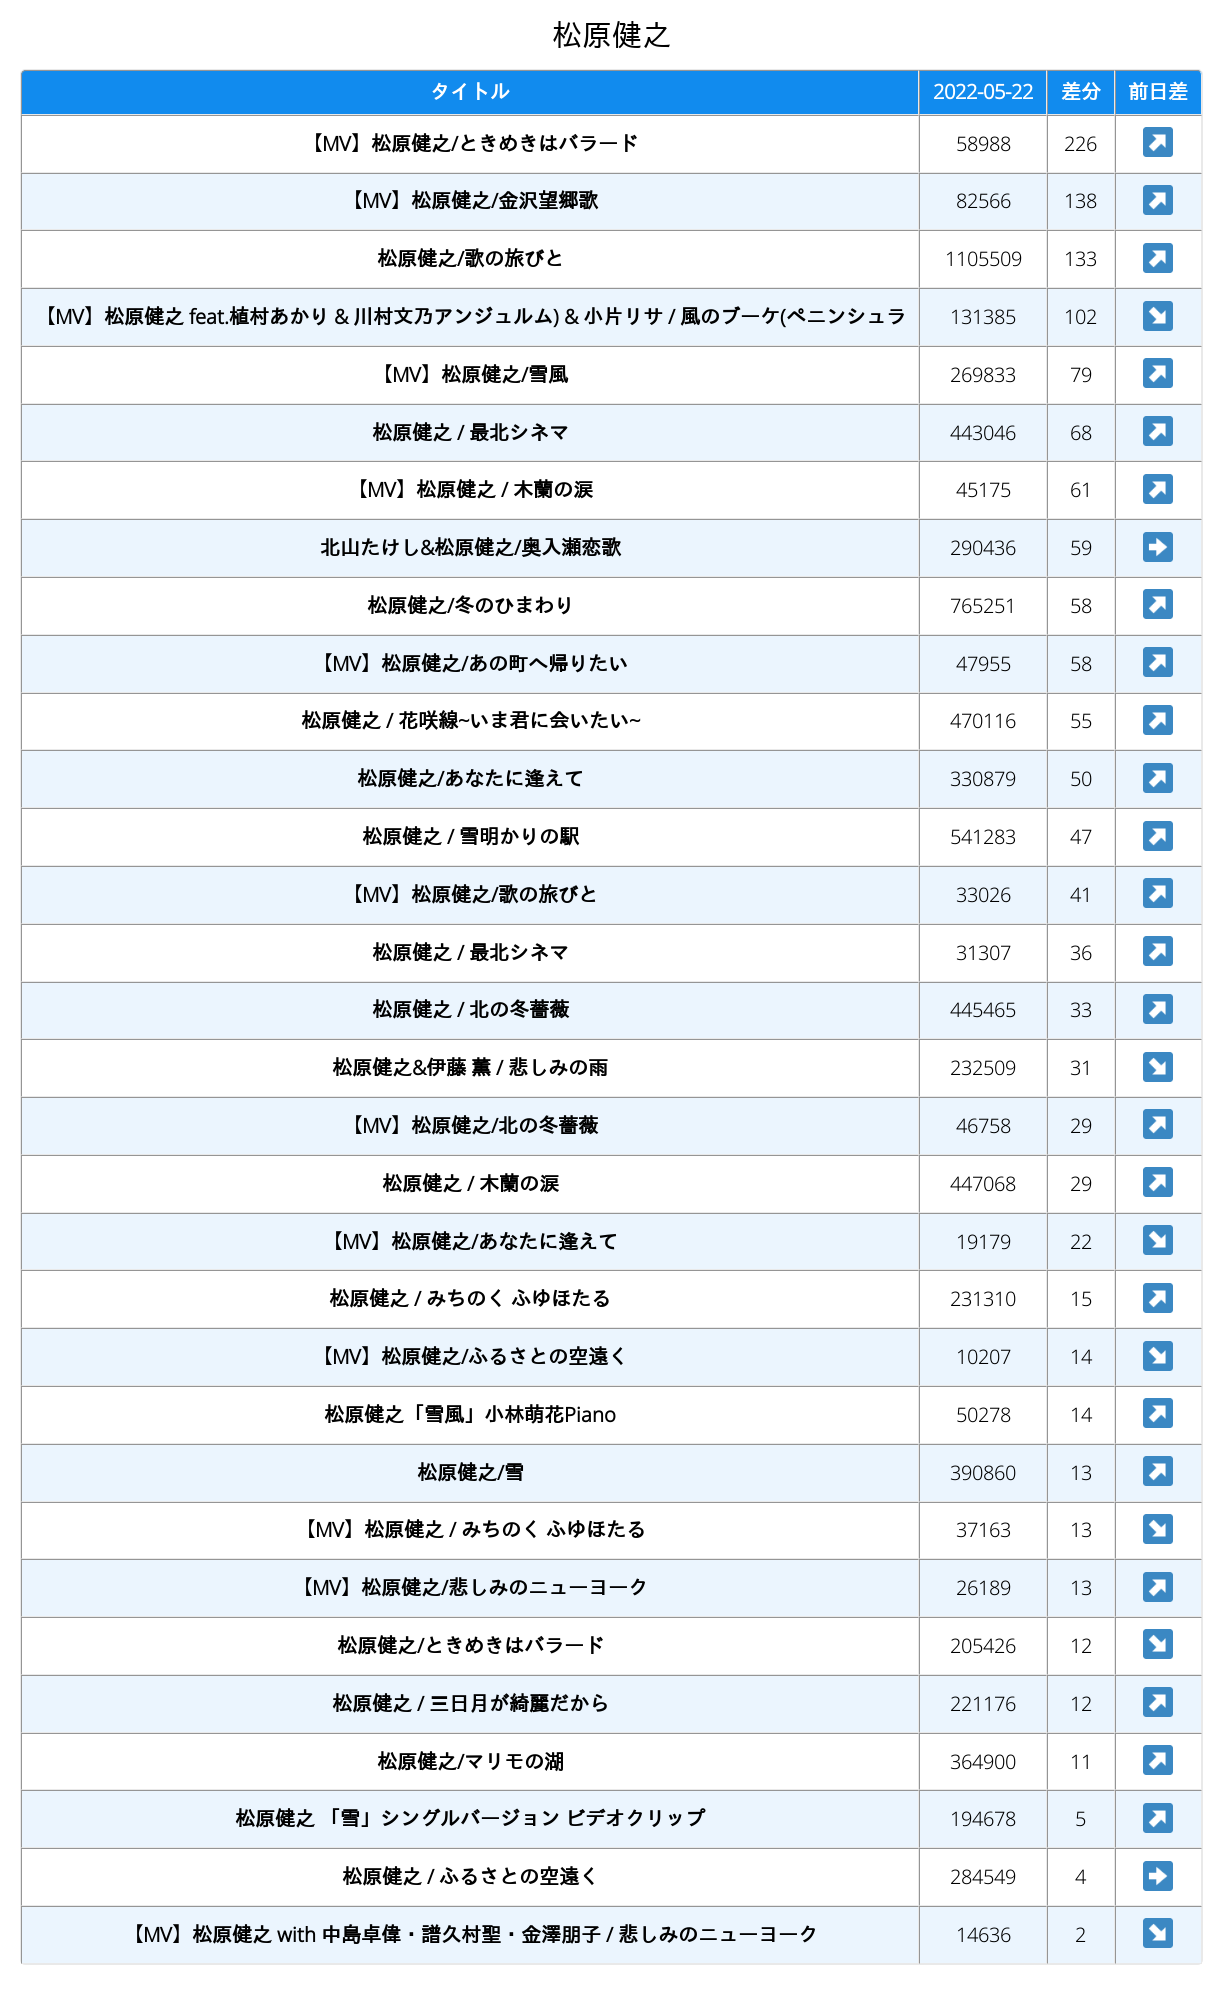 松原健之
タイトル 2022-05-22 差分 前日差
【MV】松原健之/ときめきはバラード 58988 226 ↗
【MV】松原健之/金沢望郷歌 82566 138 ↗
松原健之/歌の旅びと 1105509 133 ↗
【MV】松原健之 feat.植村あかり & 川村文乃アンジュルム) & 小片リサ / 風のブーケ(ペニンシュラ 131385 102 ↘
【MV】松原健之/雪風 269833 79 ↗
松原健之 / 最北シネマ 443046 68 ↗
【MV】松原健之 / 木蘭の涙 45175 61 ↗
北山たけし&松原健之/奥入瀬恋歌 290436 59 ➡
松原健之/冬のひまわり 765251 58 ↗
【MV】松原健之/あの町へ帰りたい 47955 58 ↗
松原健之 / 花咲線~いま君に会いたい~ 470116 55 ↗
松原健之/あなたに逢えて 330879 50 ↗
松原健之 / 雪明かりの駅 541283 47 ↗
【MV】松原健之/歌の旅びと 33026 41 ↗
松原健之 / 最北シネマ 31307 36 ↗
松原健之 / 北の冬薔薇 445465 33 ↗
松原健之&伊藤 薫 / 悲しみの雨 232509 31 ↘
【MV】松原健之/北の冬薔薇 46758 29 ↗
松原健之 / 木蘭の涙 447068 29 ↗
【MV】松原健之/あなたに逢えて 19179 22 ↘
松原健之 / みちのく ふゆほたる 231310 15 ↗
【MV】松原健之/ふるさとの空遠く 10207 14 ↘
松原健之「雪風」小林萌花Piano 50278 14 ↗
松原健之/雪 390860 13 ↗
【MV】松原健之 / みちのく ふゆほたる 37163 13 ↘
【MV】松原健之/悲しみのニューヨーク 26189 13 ↗
松原健之/ときめきはバラード 205426 12 ↘
松原健之 / 三日月が綺麗だから 221176 12 ↗
松原健之/マリモの湖 364900 11 ↗
松原健之 「雪」シングルバージョン ビデオクリップ 194678 5 ↗
松原健之 / ふるさとの空遠く 284549 4 ➡
【MV】松原健之 with 中島卓偉・譜久村聖・金澤朋子 / 悲しみのニューヨーク 14636 2 ↘